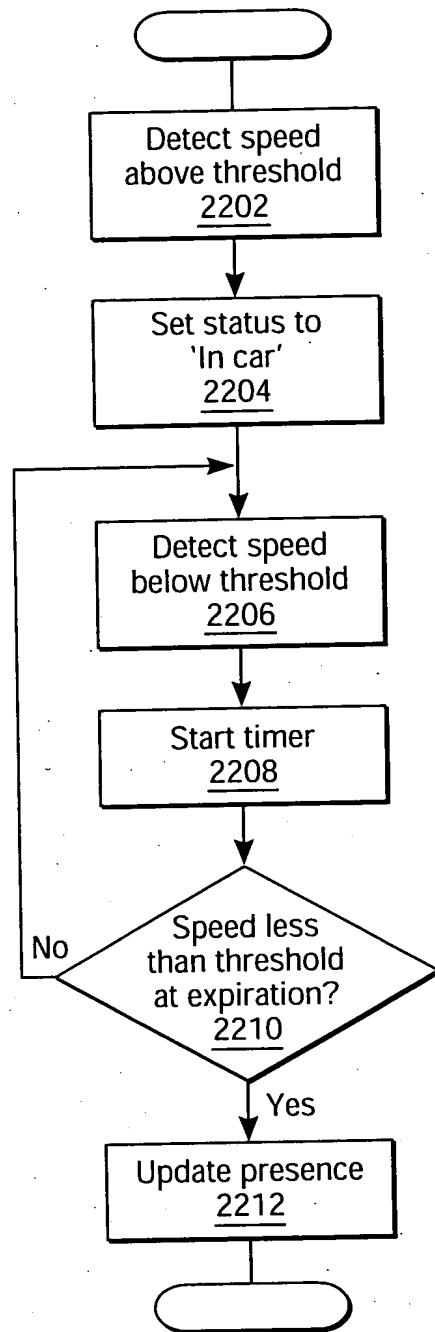 Detect speed
above threshold
2202
Set status to
'In car'
2204
Detect speed
below threshold
2206
Start timer
2208
Speed less
than threshold
at expiration?
2210
No
Yes
Update presence
2212